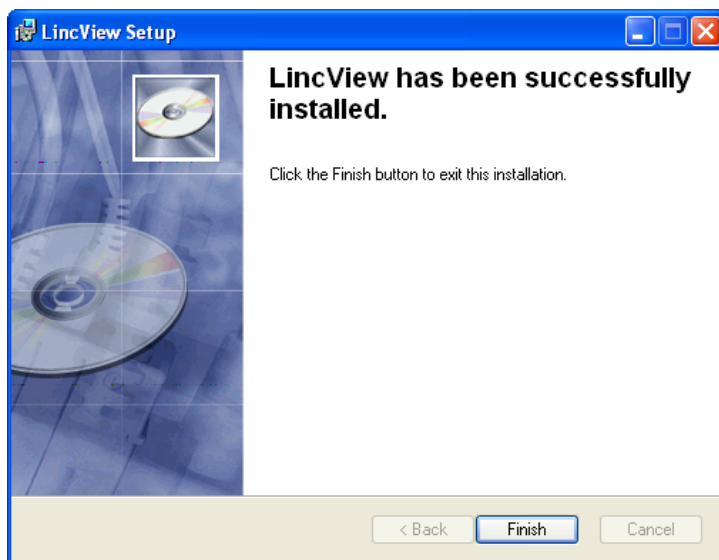 LincView Setup
LincView has been successfully
installed.
Click the Finish button to exit this installation.
< Back
Finish
Cancel